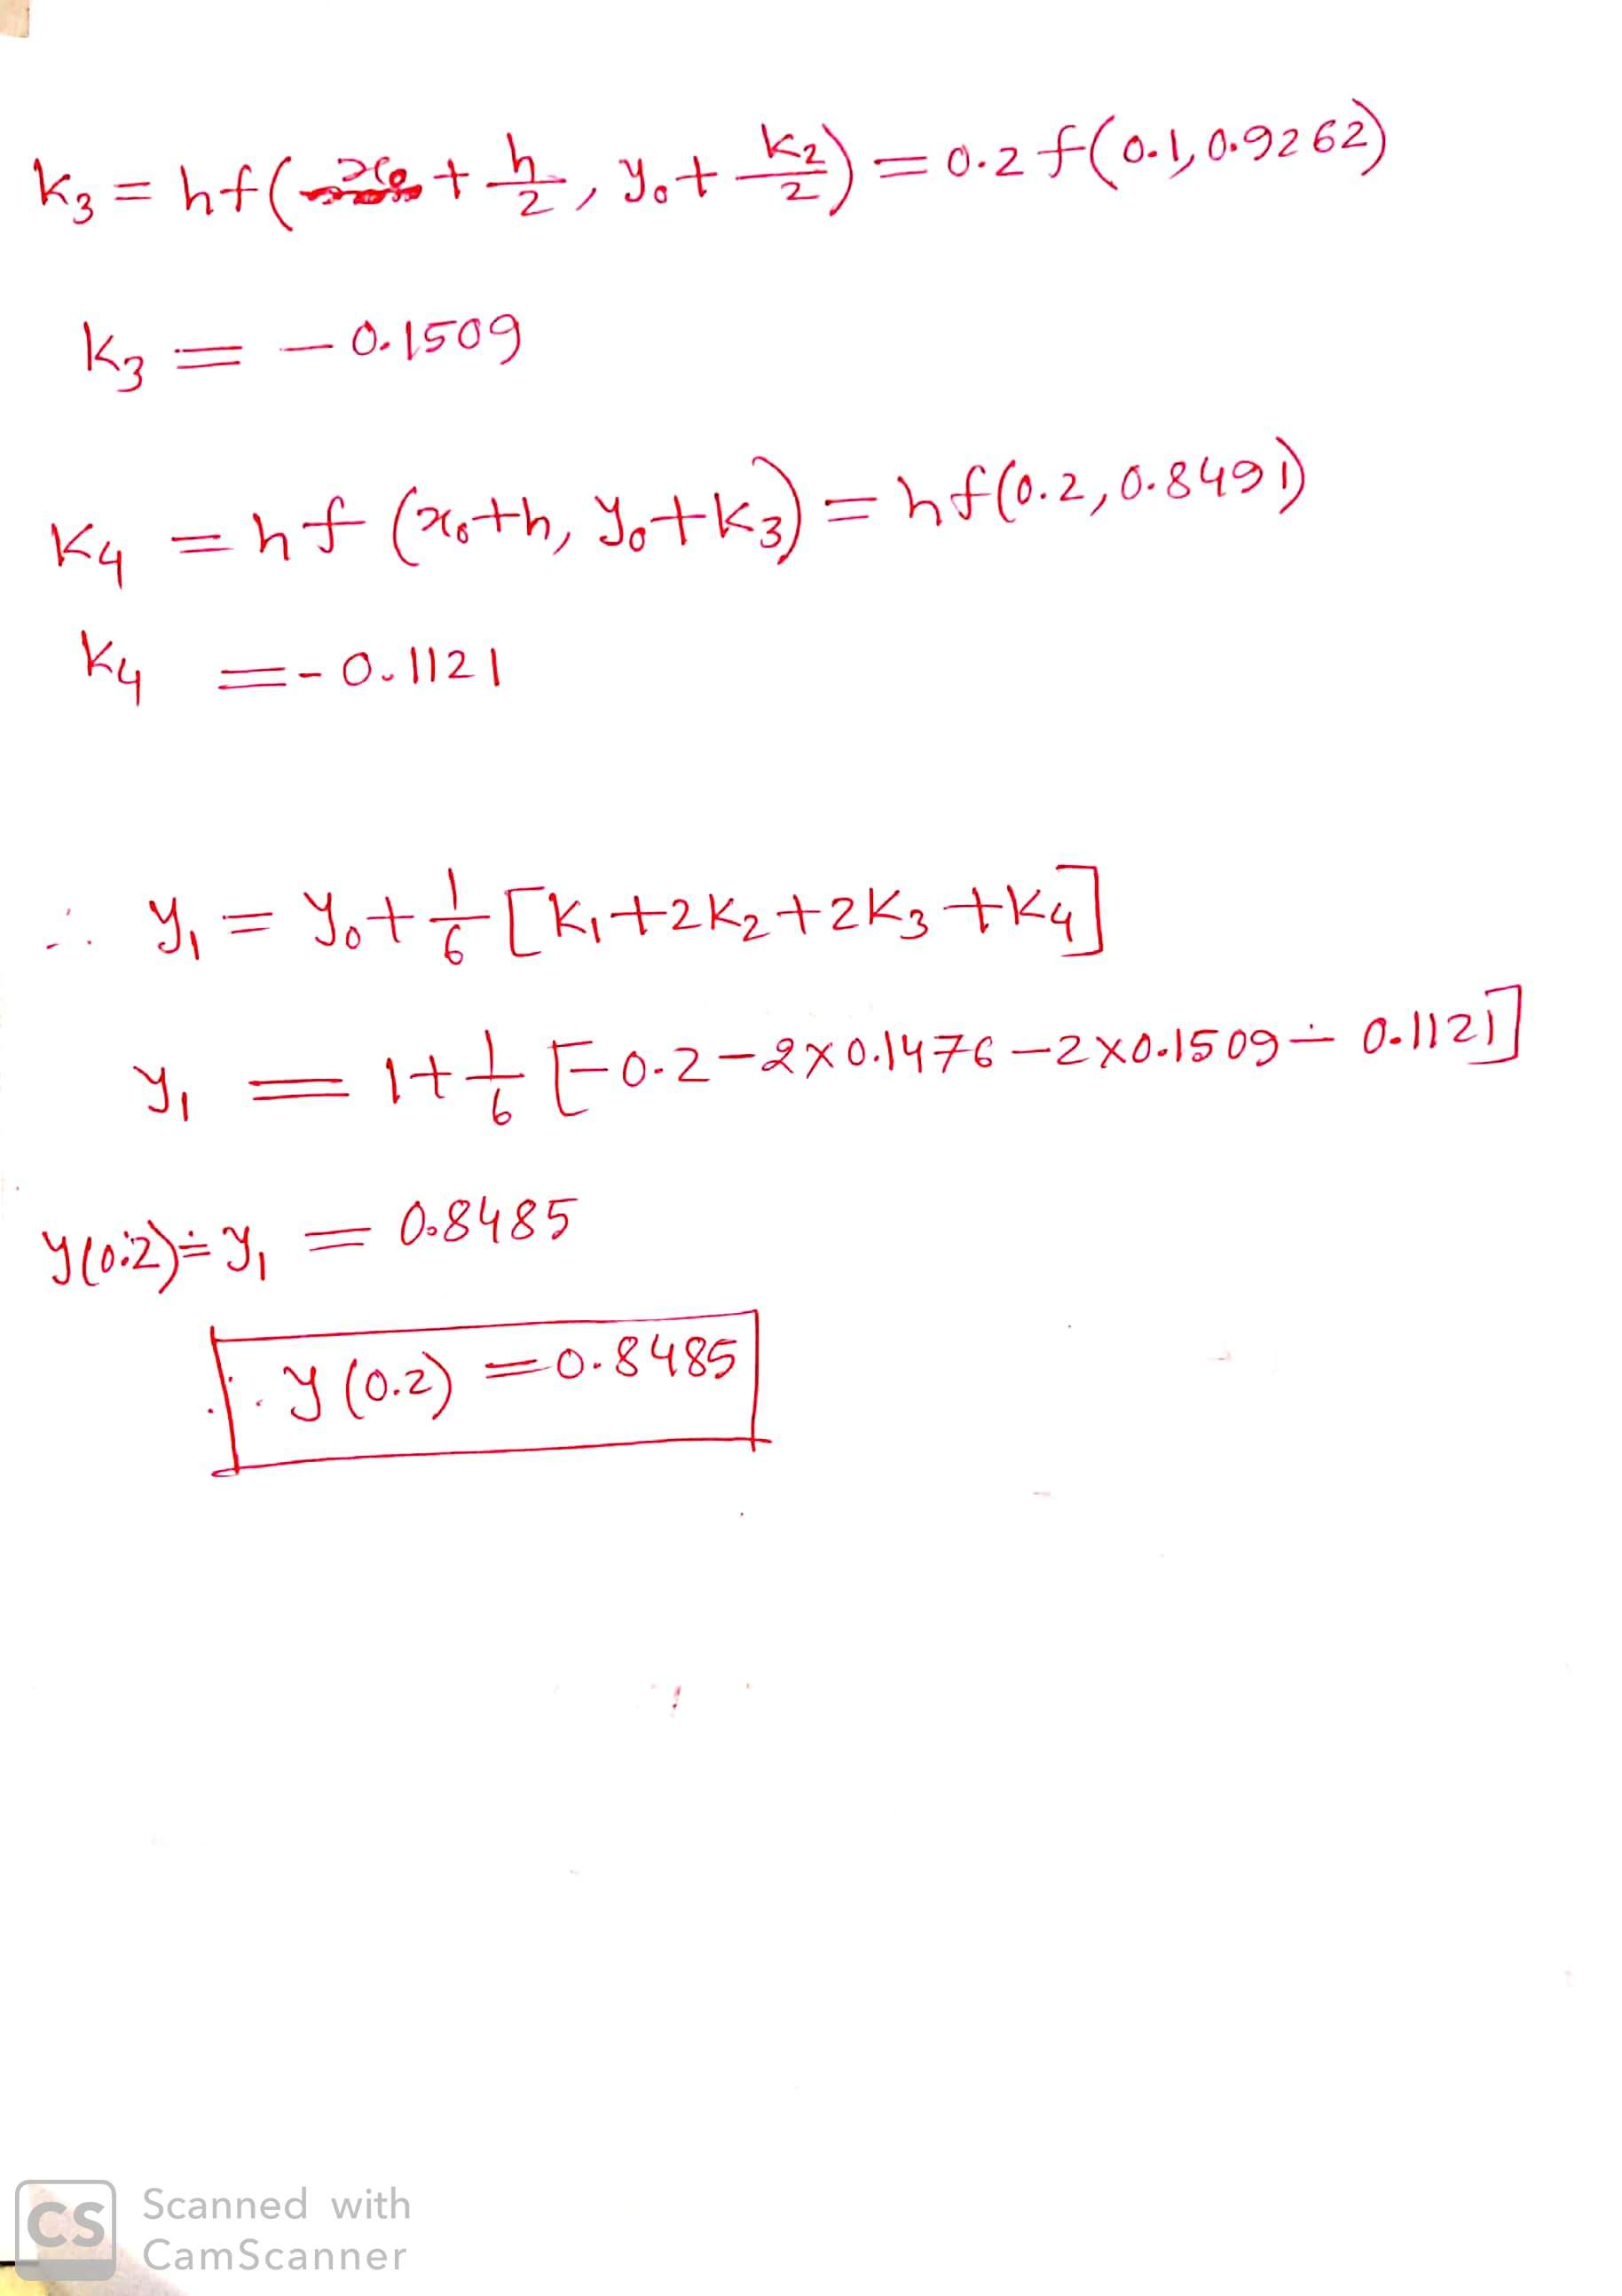 K₃ = hf(x₀ + h/2, y₀ + K₂/2) = 0.2 f(0.1, 0.9262)
K₃ = - 0.1509
K₄ = hf (x₀+h, y₀+K₃) = hf(0.2, 0.8491)
K₄ = - 0.1121
∴ y₁ = y₀ + 1/6 [K₁+2K₂+2K₃+K₄]
y₁ = 1 + 1/6 [-0.2-2×0.1476-2×0.1509-0.1121]
y(0.2) = y₁ = 0.8485
∴ y(0.2) = 0.8485
CS Scanned with
CamScanner